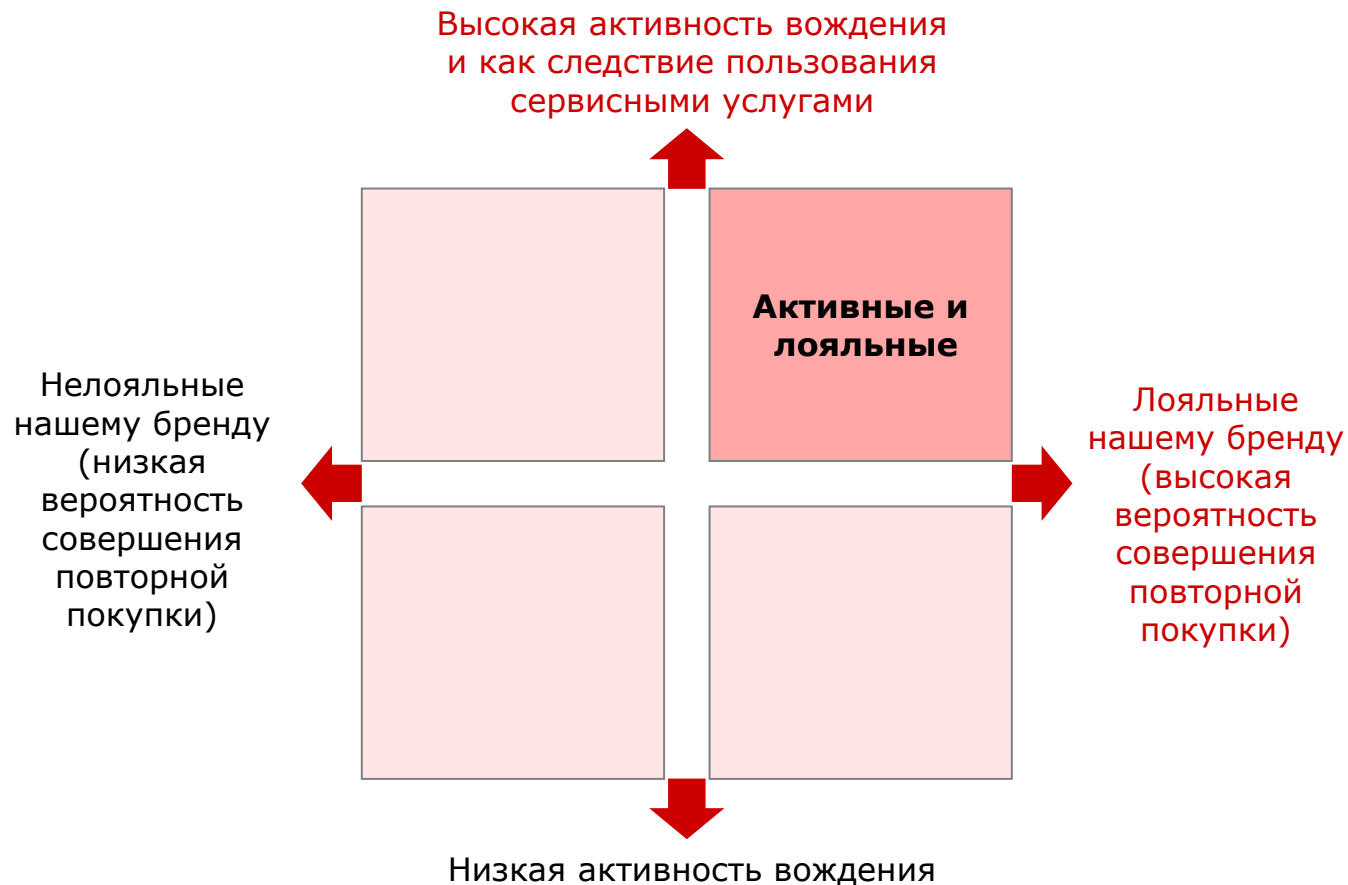 Высокая активность вождения
и как следствие пользования
сервисными услугами
Активные и
лояльные
Нелояльные
нашему бренду
(низкая
вероятность
совершения
повторной
покупки)
Лояльные
нашему бренду
(высокая
вероятность
совершения
повторной
покупки)
Низкая активность вождения